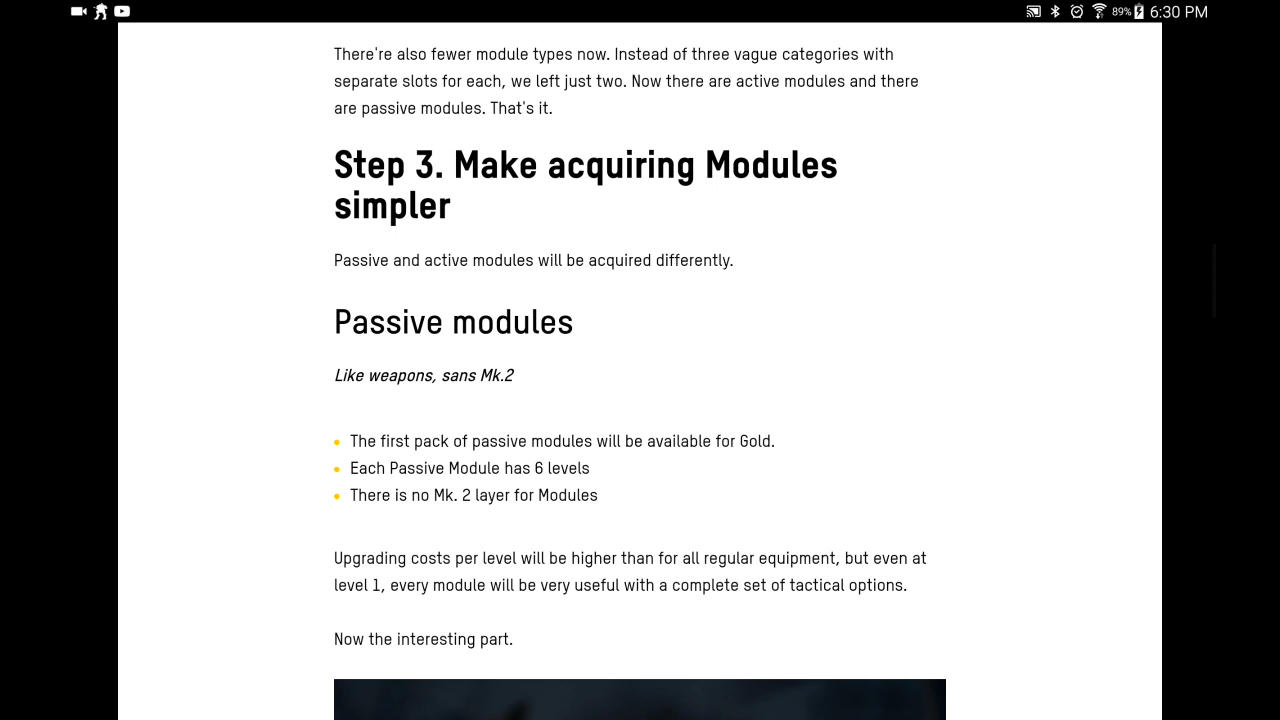 89% 6:30 PM
There're also fewer module types now. Instead of three vague categories with
separate slots for each, we left just two. Now there are active modules and there
are passive modules. That's it.
Step 3. Make acquiring Modules
simpler
Passive and active modules will be acquired differently.
Passive modules
Like weapons, sans Mk.2
The first pack of passive modules will be available for Gold.
Each Passive Module has 6 levels
There is no Mk. 2 layer for Modules
Upgrading costs per level will be higher than for all regular equipment, but even at
level 1, every module will be very useful with a complete set of tactical options.
Now the interesting part.